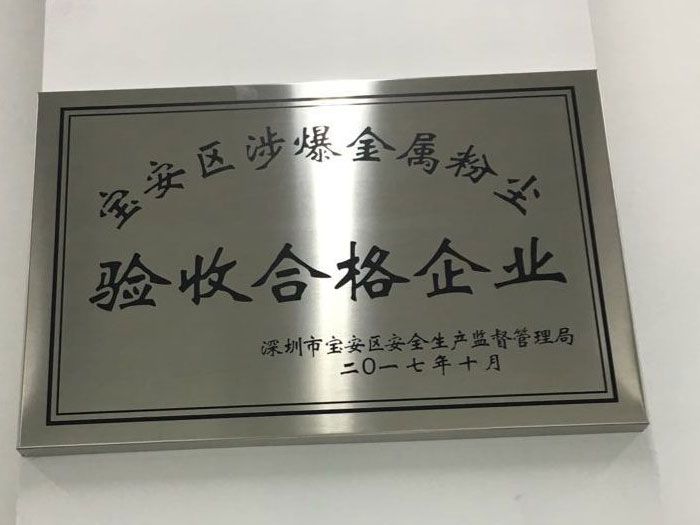 宝安区涉爆金属粉尘
验收合格企业
深圳市宝安区安全生产监督管理局
二〇一七年十月